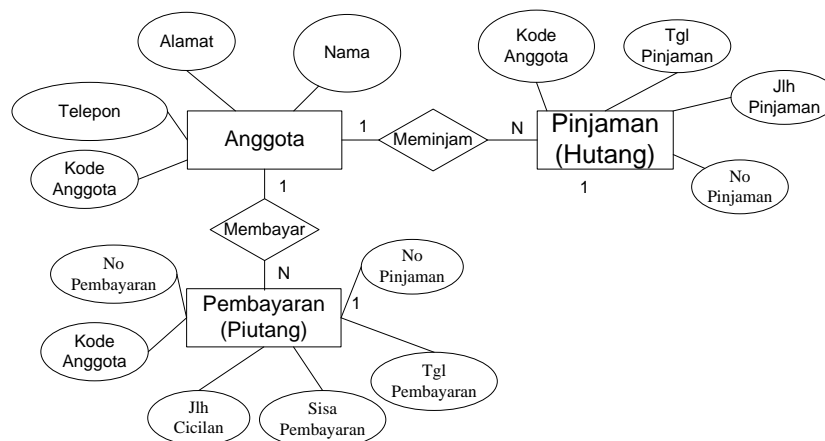 Alamat
Nama
Kode
Anggota
Tgl
Pinjaman
Jlh
Pinjaman
Telepon
Anggota
1
Meminjam
N
Pinjaman
(Hutang)
Kode
Anggota
1
1
No
Pinjaman
Membayar
No
Pembayaran
N
No
Pinjaman
Pembayaran
(Piutang)
1
Kode
Anggota
Tgl
Pembayaran
Jlh
Cicilan
Sisa
Pembayaran